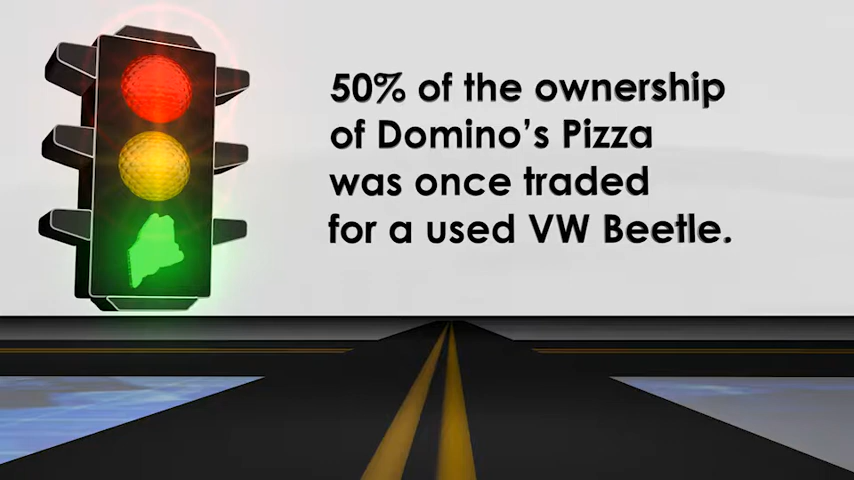 50% of the ownership
of Domino's Pizza
was once traded
for a used VW Beetle.